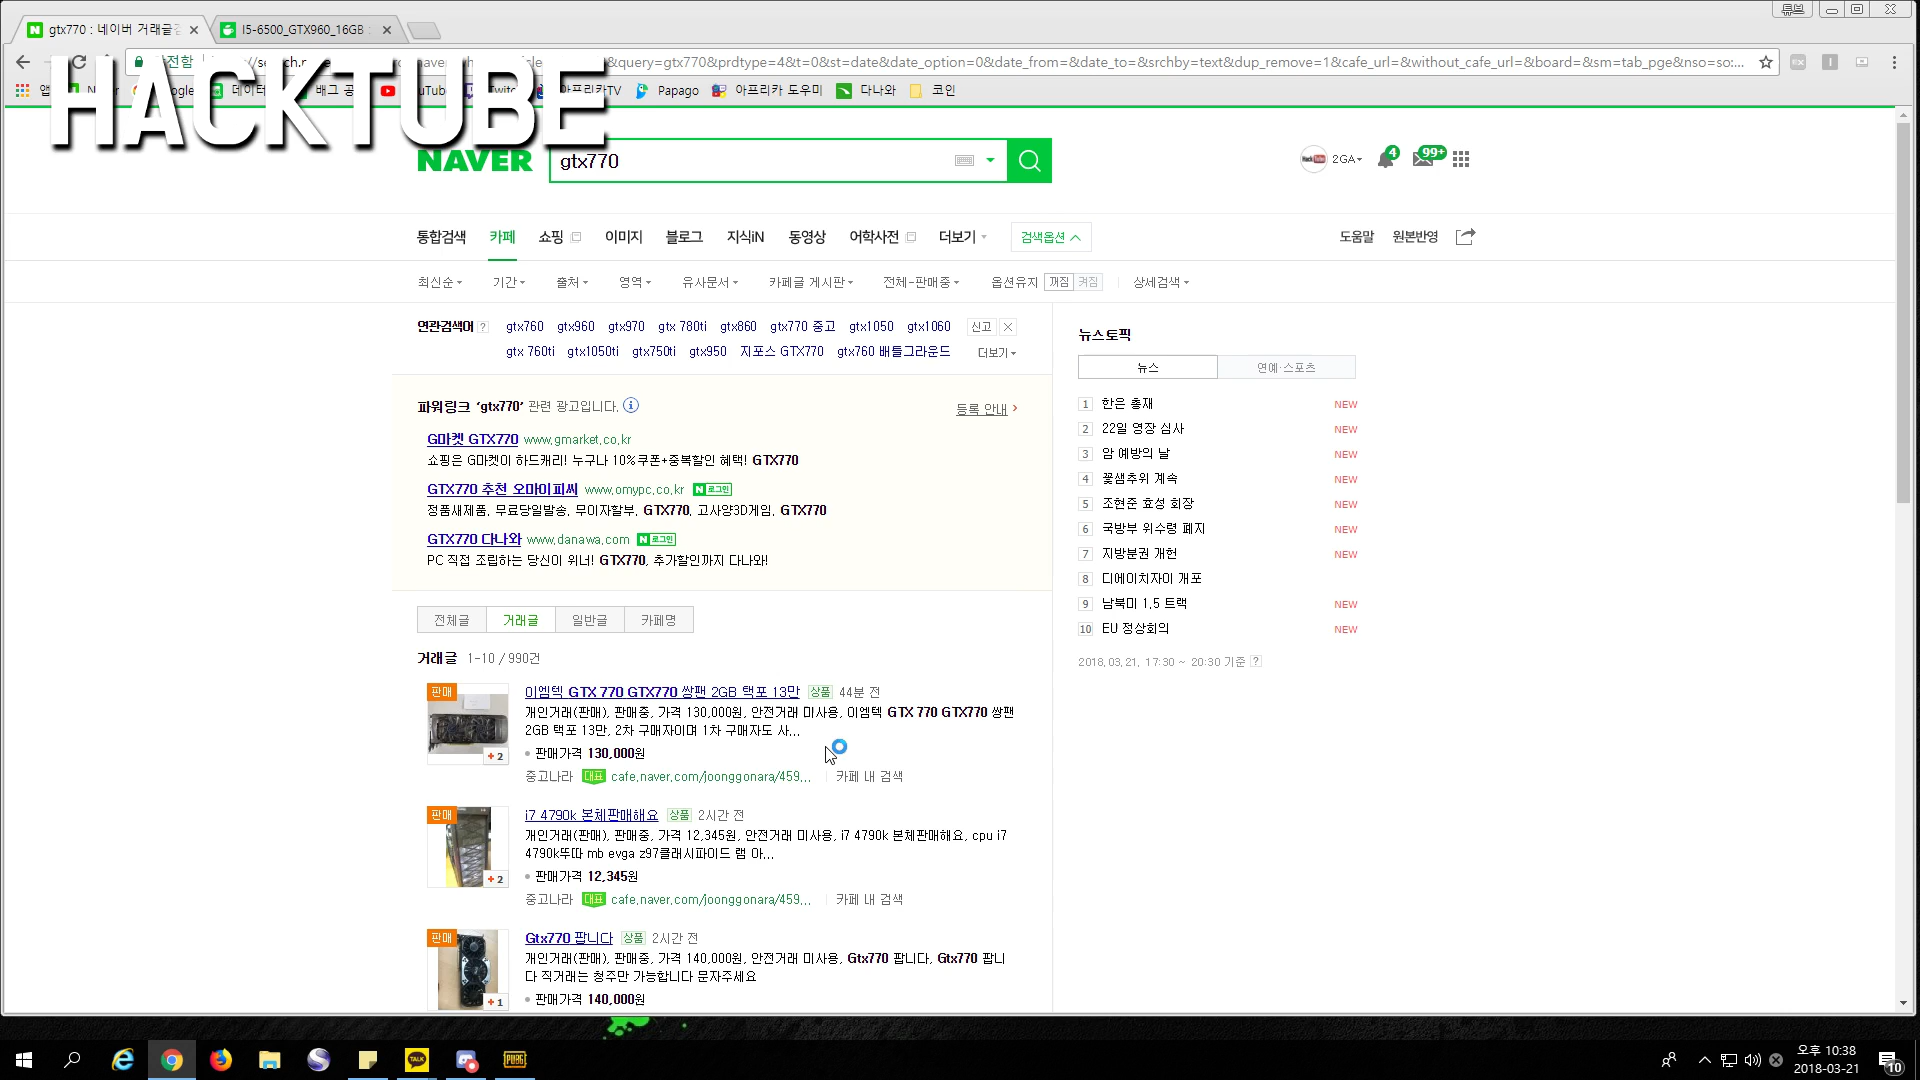 gtx770 : 네이버 거래글
I5-6500_GTX960_16GB :
튜브
&query=gtx770&prdtype=4&t=0&st=date&date_option=0&date_from=&date_to=&srchby=text&dup_remove=1&cafe_url=&without_cafe_url=&board=&sm=tab_pge&nso=so:...
Papago 아프리카 도우미 다나와 코인
HACKTUBE
NAVER gtx770
2GA 4 99+
통합검색 카페 쇼핑 이미지 블로그 지식iN 동영상 어학사전 더보기 검색옵션 도움말 원본반영
최신순 기간 출처 영역 유사문서 카페글 게시판 전체-판매중 옵션유지 꺼짐 켜짐 상세검색
연관검색어 ? gtx760 gtx960 gtx970 gtx 780ti gtx860 gtx770 중고 gtx1050 gtx1060 신고
gtx 760ti gtx1050ti gtx750ti gtx950 지포스 GTX770 gtx760 배틀그라운드 더보기
파워링크 'gtx770' 관련 광고입니다. 등록 안내
G마켓 GTX770 www.gmarket.co.kr
쇼핑은 G마켓이 하드캐리! 누구나 10%쿠폰+중복할인 혜택! GTX770
GTX770 추천 오마이피씨 www.omypc.co.kr N 로그인
정품새제품, 무료당일발송, 무이자할부, GTX770, 고사양3D게임, GTX770
GTX770 다나와 www.danawa.com N 로그인
PC 직접 조립하는 당신이 위너! GTX770, 추가할인까지 다나와!
전체글 거래글 일반글 카페명
거래글 1-10 / 990건
판매
이엠텍 GTX 770 GTX770 쌍팬 2GB 택포 13만 상품 44분 전
개인거래(판매), 판매중, 가격 130,000원, 안전거래 미사용, 이엠텍 GTX 770 GTX770 쌍팬
2GB 택포 13만, 2차 구매자이며 1차 구매자도 사...
+2
판매가격 130,000원
중고나라 대표 cafe.naver.com/joonggonara/459... 카페 내 검색
판매
i7 4790k 본체판매해요 상품 2시간 전
개인거래(판매), 판매중, 가격 12,345원, 안전거래 미사용, i7 4790k 본체판매해요, cpu i7
4790k뚜따 mb evga z97클래시파이드 램 아...
+2
판매가격 12,345원
중고나라 대표 cafe.naver.com/joonggonara/459... 카페 내 검색
판매
Gtx770 팝니다 상품 2시간 전
개인거래(판매), 판매중, 가격 140,000원, 안전거래 미사용, Gtx770 팝니다, Gtx770 팝니
다 직거래는 청주만 가능합니다 문자주세요
+1
판매가격 140,000원
뉴스토픽
뉴스 연예·스포츠
1 한은 총재 NEW
2 22일 영장 심사 NEW
3 암 예방의 날 NEW
4 꽃샘추위 계속 NEW
5 조현준 효성 회장 NEW
6 국방부 위수령 폐지 NEW
7 지방분권 개헌 NEW
8 디에이치자이 개포
9 남북미 1.5 트랙 NEW
10 EU 정상회의 NEW
2018.03.21. 17:30 ~ 20:30 기준 ?
TALK
PUBG
오후 10:38
2018-03-21
10